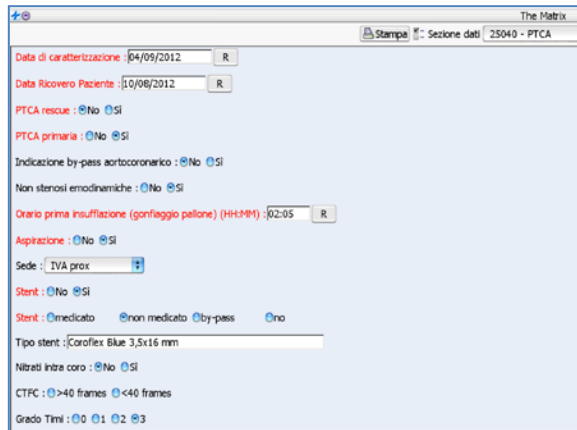 The Matrix
Stampa Sezione dati 25040 - PTCA
Data di caratterizzazione : 04/09/2012 R
Data Ricovero Paziente : 10/08/2012 R
PTCA rescue : No Sì
PTCA primaria : No Sì
Indicazione by-pass aortocoronarico : No Sì
Non stenosi emodinamiche : No Sì
Orario prima insufflazione (gonfiaggio pallone) (HH:MM) : 02:05 R
Aspirazione : No Sì
Sede : IVA prox
Stent : No Sì
Stent : medicato non medicato by-pass no
Tipo stent : Coroflex Blue 3,5x16 mm
Nitrati intra coro : No Sì
CTFC : >40 frames <40 frames
Grado Timi : 0 1 2 3